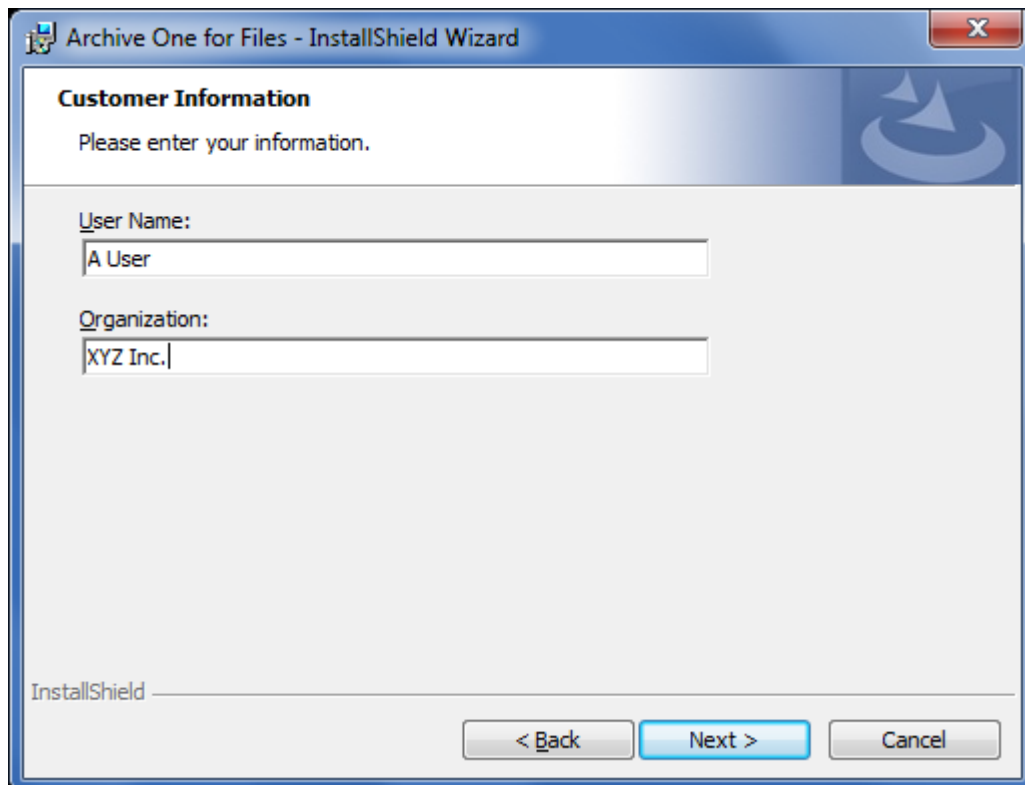 Archive One for Files - InstallShield Wizard
Customer Information
Please enter your information.
User Name:
A User
Organization:
XYZ Inc.
InstallShield
< Back
Next >
Cancel